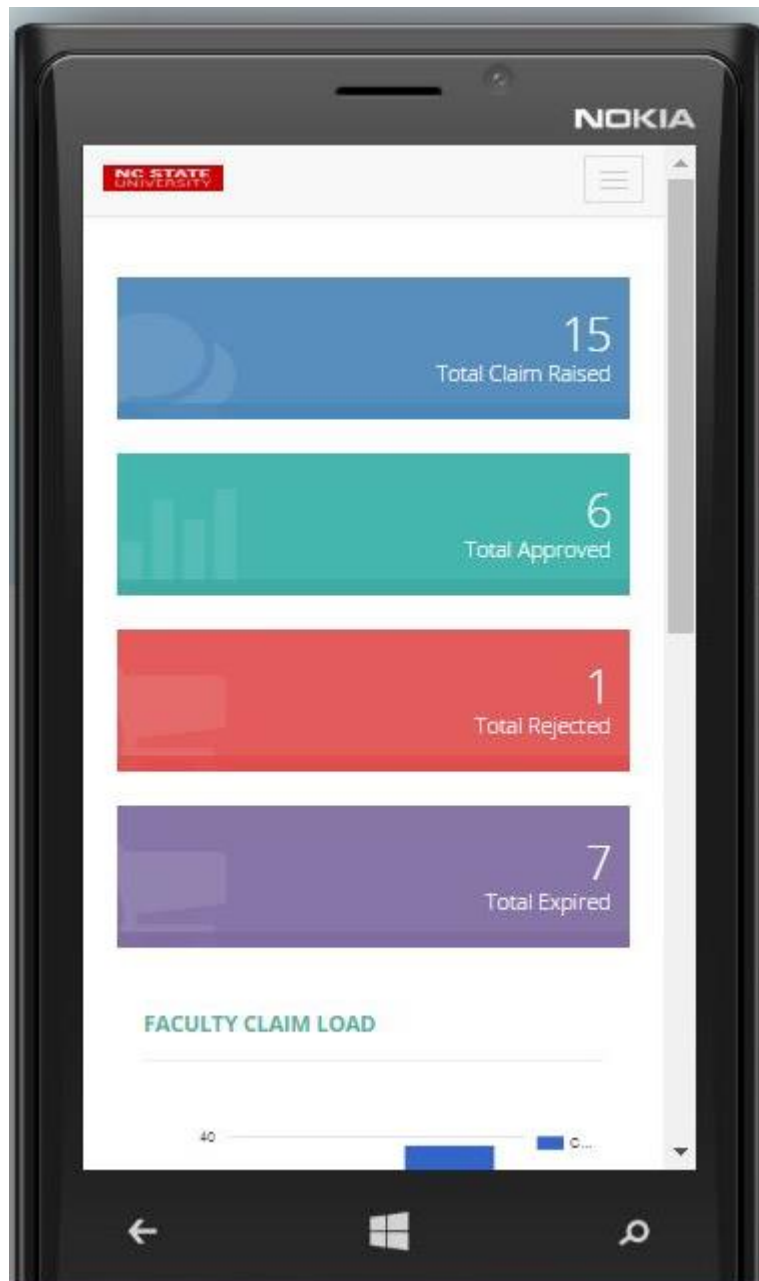 NOKIA
NC STATE
UNIVERSITY
15
Total Claim Raised
6
Total Approved
1
Total Rejected
7
Total Expired
FACULTY CLAIM LOAD
40
C...